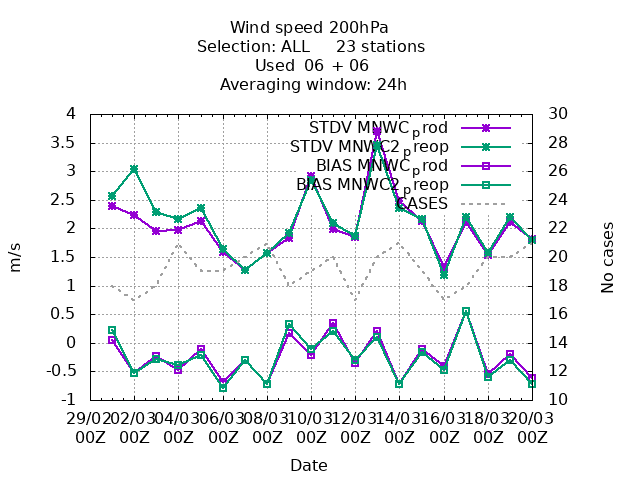 Wind speed 200hPa
Selection: ALL 23 stations
Used 06 + 06
Averaging window: 24h
4 30
STDV MNWCprod
3.5 28
STDV MNWC2preop
3 26
BIAS MNWCprod
BIAS MNWC2preop
2.5 24
CASES
2 22
1.5 20
1 18
0.5 16
0 14
-0.5 12
-1 10
m/s
No cases
29/02 02/03 04/03 06/03 08/03 10/03 12/03 14/03 16/03 18/03 20/03
00Z 00Z 00Z 00Z 00Z 00Z 00Z 00Z 00Z 00Z 00Z
Date